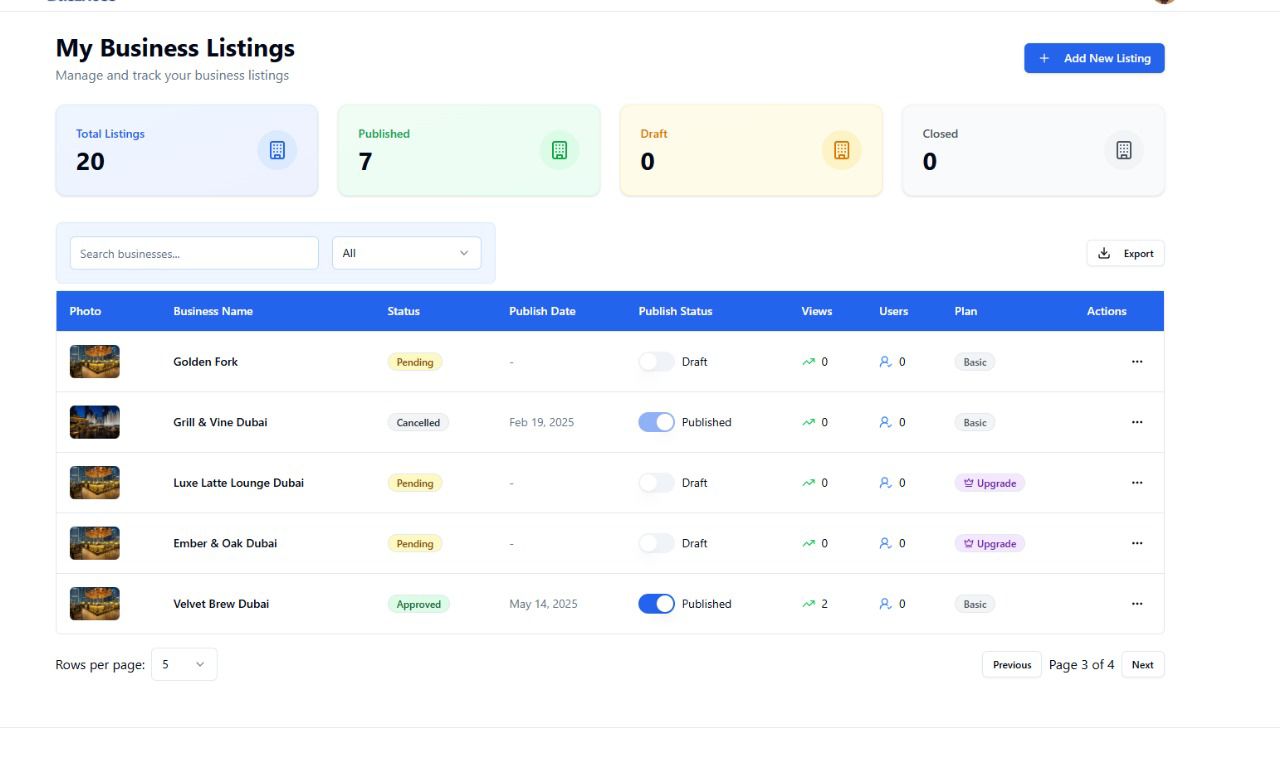 My Business Listings
Manage and track your business listings
+ Add New Listing
Total Listings
20
Published
7
Draft
0
Closed
0
Search businesses...
All
Export
Photo Business Name Status Publish Date Publish Status Views Users Plan Actions
Golden Fork Pending - Draft 0 0 Basic ...
Grill & Vine Dubai Cancelled Feb 19, 2025 Published 0 0 Basic ...
Luxe Latte Lounge Dubai Pending - Draft 0 0 Upgrade ...
Ember & Oak Dubai Pending - Draft 0 0 Upgrade ...
Velvet Brew Dubai Approved May 14, 2025 Published 2 0 Basic ...
Rows per page: 5
Previous Page 3 of 4 Next